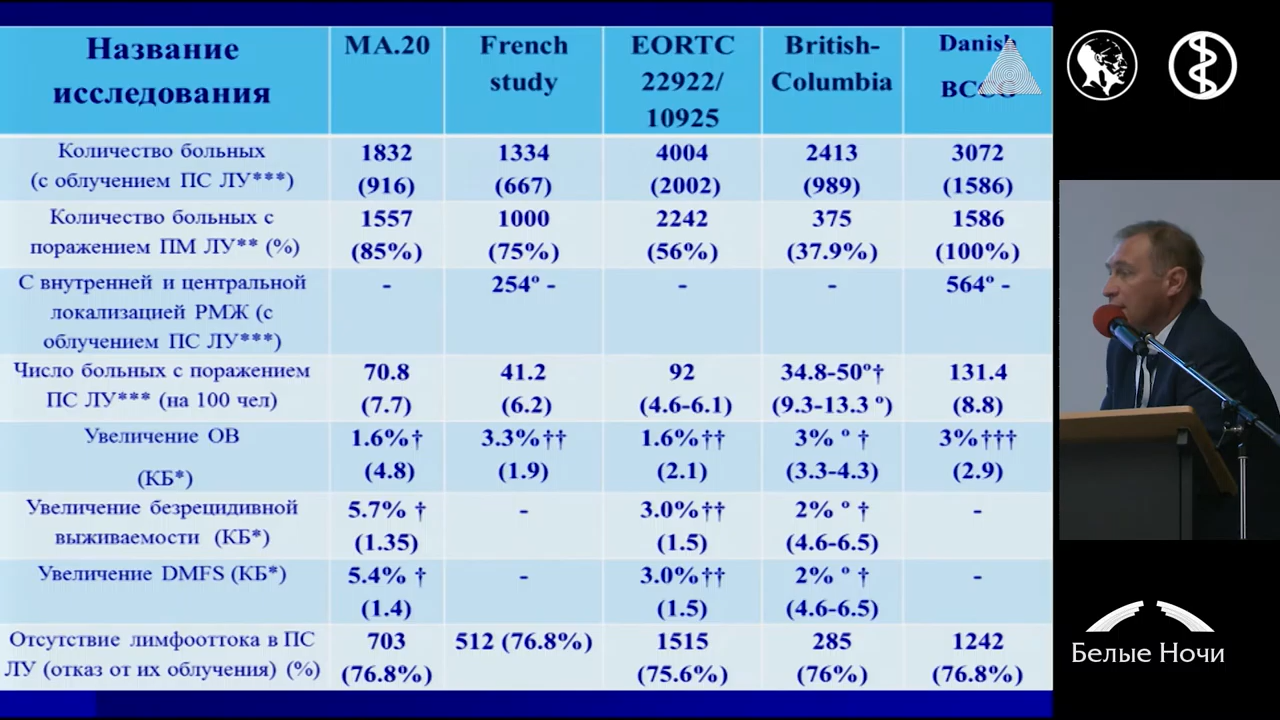 Название исследования
MA.20
French study
EORTC 22922/ 10925
British- Columbia
Danish BCCG
Количество больных
(с облучением ПС ЛУ***)
1832 (916)
1334 (667)
4004 (2002)
2413 (989)
3072 (1586)
Количество больных с
поражением ПМ ЛУ** (%)
1557 (85%)
1000 (75%)
2242 (56%)
375 (37.9%)
1586 (100%)
С внутренней и центральной
локализацией РМЖ (с
облучением ПС ЛУ***)
-
254º -
-
-
564º -
Число больных с поражением
ПС ЛУ*** (на 100 чел)
70.8 (7.7)
41.2 (6.2)
92 (4.6-6.1)
34.8-50º† (9.3-13.3 º)
131.4 (8.8)
Увеличение ОВ
(КБ*)
1.6%† (4.8)
3.3%†† (1.9)
1.6%†† (2.1)
3% º † (3.3-4.3)
3%††† (2.9)
Увеличение безрецидивной
выживаемости (КБ*)
5.7% † (1.35)
-
3.0%†† (1.5)
2% º † (4.6-6.5)
-
Увеличение DMFS (КБ*)
5.4% † (1.4)
-
3.0%†† (1.5)
2% º † (4.6-6.5)
-
Отсутствие лимфооттока в ПС
ЛУ (отказ от их облучения) (%)
703 (76.8%)
512 (76.8%)
1515 (75.6%)
285 (76%)
1242 (76.8%)
Белые Ночи